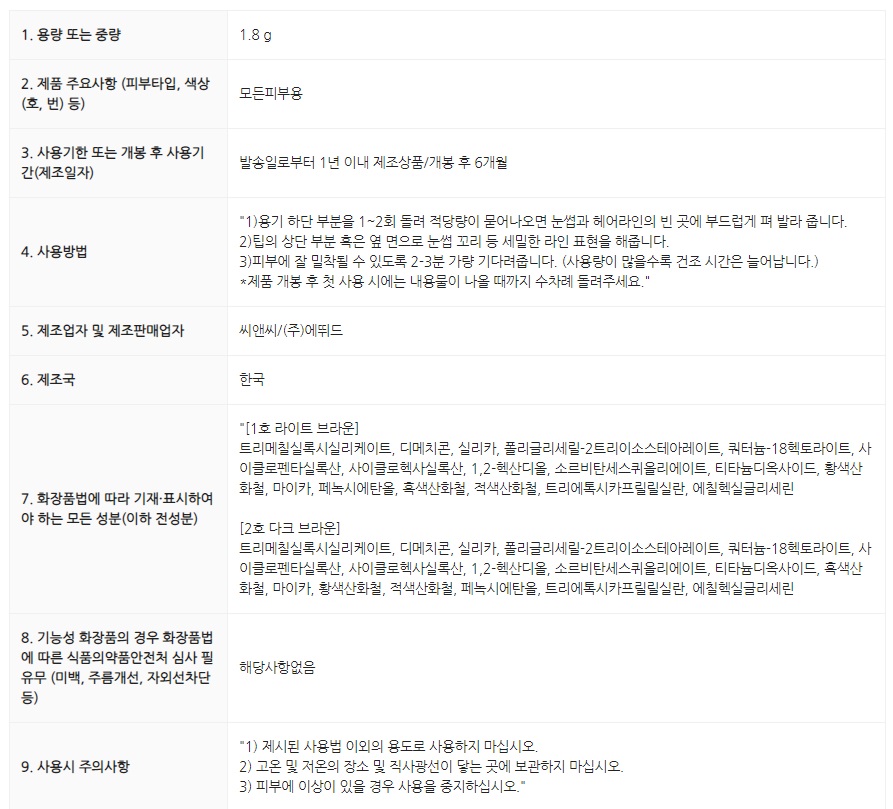 1. 용량 또는 중량
1.8 g
2. 제품 주요사항 (피부타입, 색상
(호, 번) 등)
모든피부용
3. 사용기한 또는 개봉 후 사용기
간(제조일자)
발송일로부터 1년 이내 제조상품/개봉 후 6개월
4. 사용방법
"1)용기 하단 부분을 1~2회 돌려 적당량이 묻어나오면 눈썹과 헤어라인의 빈 곳에 부드럽게 펴 발라 줍니다.
2)팁의 상단 부분 혹은 옆 면으로 눈썹 꼬리 등 세밀한 라인 표현을 해줍니다.
3)피부에 잘 밀착될 수 있도록 2-3분 가량 기다려줍니다. (사용량이 많을수록 건조 시간은 늘어납니다.)
*제품 개봉 후 첫 사용 시에는 내용물이 나올 때까지 수차례 돌려주세요."
5. 제조업자 및 제조판매업자
씨앤씨/(주)에뛰드
6. 제조국
한국
7. 화장품법에 따라 기재·표시하여
야 하는 모든 성분(이하 전성분)
"[1호 라이트 브라운]
트리메칠실록시실리케이트, 디메치콘, 실리카, 폴리글리세릴-2트리이소스테아레이트, 쿼터늄-18헥토라이트, 사
이클로펜타실록산, 사이클로헥사실록산, 1,2-헥산디올, 소르비탄세스퀴올리에이트, 티타늄디옥사이드, 황색산
화철, 마이카, 페녹시에탄올, 흑색산화철, 적색산화철, 트리에톡시카프릴릴실란, 에칠헥실글리세린
[2호 다크 브라운]
트리메칠실록시실리케이트, 디메치콘, 실리카, 폴리글리세릴-2트리이소스테아레이트, 쿼터늄-18헥토라이트, 사
이클로펜타실록산, 사이클로헥사실록산, 1,2-헥산디올, 소르비탄세스퀴올리에이트, 티타늄디옥사이드, 흑색산
화철, 마이카, 황색산화철, 적색산화철, 페녹시에탄올, 트리에톡시카프릴릴실란, 에칠헥실글리세린
8. 기능성 화장품의 경우 화장품법
에 따른 식품의약품안전처 심사 필
유무 (미백, 주름개선, 자외선차단
등)
해당사항없음
9. 사용시 주의사항
"1) 제시된 사용법 이외의 용도로 사용하지 마십시오.
2) 고온 및 저온의 장소 및 직사광선이 닿는 곳에 보관하지 마십시오.
3) 피부에 이상이 있을 경우 사용을 중지하십시오."